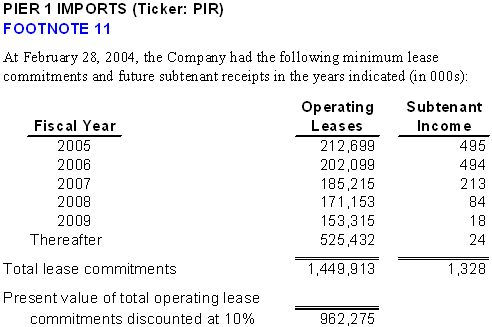 PIER 1 IMPORTS (Ticker: PIR)
FOOTNOTE 11
At February 28, 2004, the Company had the following minimum lease
commitments and future subtenant receipts in the years indicated (in 000s):
Operating Subtenant
Fiscal Year Leases Income
2005 212,699 495
2006 202,099 494
2007 185,215 213
2008 171,153 84
2009 153,315 18
Thereafter 525,432 24
Total lease commitments 1,449,913 1,328
Present value of total operating lease
commitments discounted at 10% 962,275